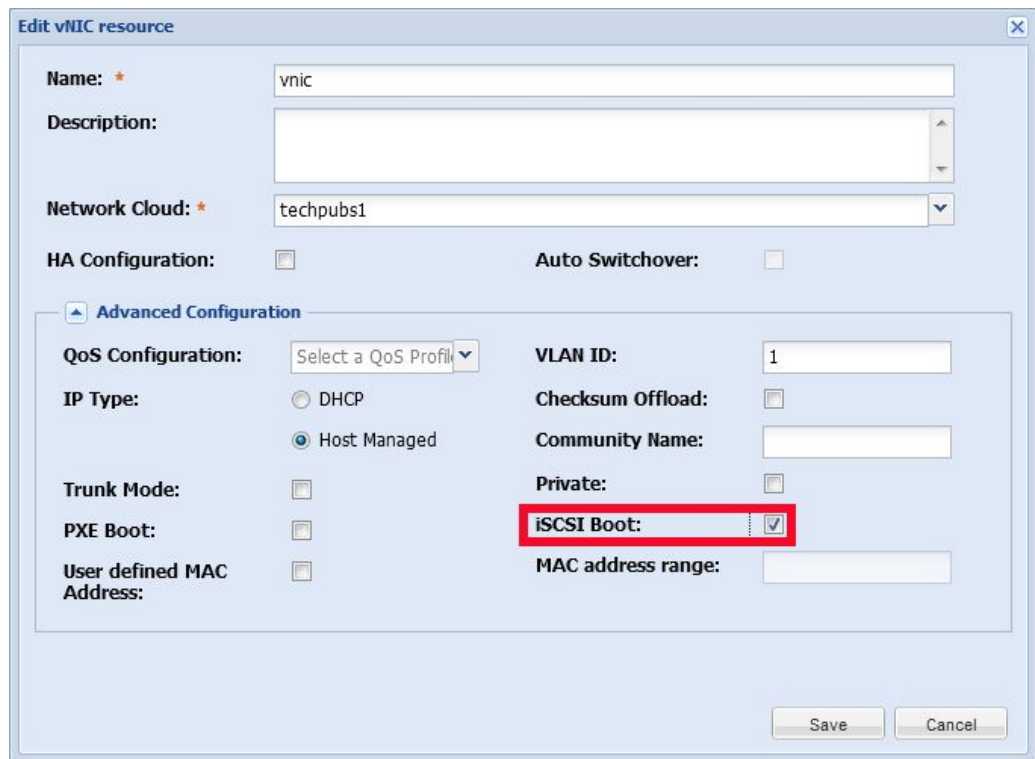 Edit vNIC resource
Name: *
vnic
Description:
Network Cloud: *
techpubs1
HA Configuration:
Auto Switchover:
Advanced Configuration
QoS Configuration:
Select a QoS Profil
VLAN ID:
1
IP Type:
DHCP
Checksum Offload:
Host Managed
Community Name:
Trunk Mode:
Private:
PXE Boot:
iSCSI Boot:
User defined MAC
Address:
MAC address range:
Save
Cancel